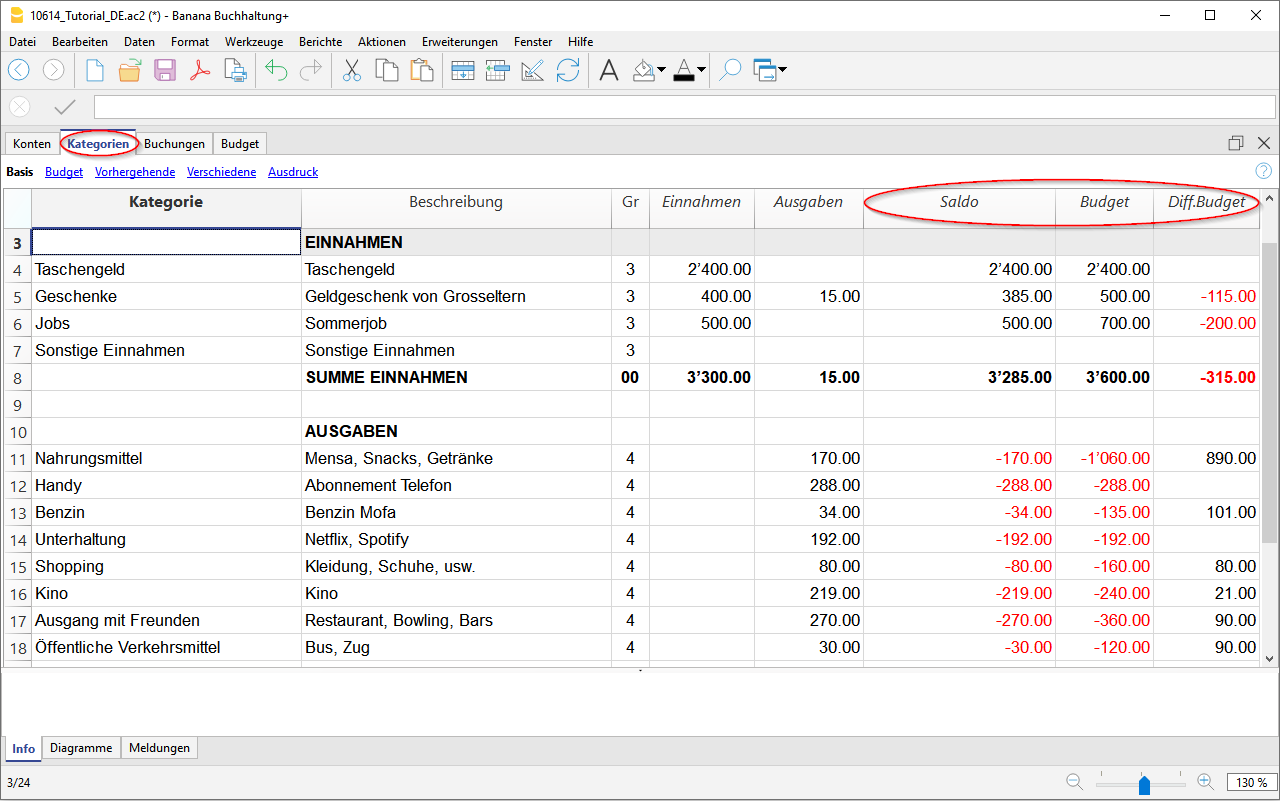 10614_Tutorial_DE.ac2 (*) - Banana Buchhaltung+
Datei Bearbeiten Daten Format Werkzeuge Berichte Aktionen Erweiterungen Fenster Hilfe
Konten Kategorien Buchungen Budget
Basis Budget Vorhergehende Verschiedene Ausdruck
Kategorie Beschreibung Gr Einnahmen Ausgaben Saldo Budget Diff.Budget
3 EINNAHMEN
4 Taschengeld Taschengeld 3 2’400.00 2’400.00 2’400.00
5 Geschenke Geldgeschenk von Grosseltern 3 400.00 15.00 385.00 500.00 -115.00
6 Jobs Sommerjob 3 500.00 500.00 700.00 -200.00
7 Sonstige Einnahmen Sonstige Einnahmen 3
8 SUMME EINNAHMEN 00 3’300.00 15.00 3’285.00 3’600.00 -315.00
9
10 AUSGABEN
11 Nahrungsmittel Mensa, Snacks, Getränke 4 170.00 -170.00 -1’060.00 890.00
12 Handy Abonnement Telefon 4 288.00 -288.00 -288.00
13 Benzin Benzin Mofa 4 34.00 -34.00 -135.00 101.00
14 Unterhaltung Netflix, Spotify 4 192.00 -192.00 -192.00
15 Shopping Kleidung, Schuhe, usw. 4 80.00 -80.00 -160.00 80.00
16 Kino Kino 4 219.00 -219.00 -240.00 21.00
17 Ausgang mit Freunden Restaurant, Bowling, Bars 4 270.00 -270.00 -360.00 90.00
18 Öffentliche Verkehrsmittel Bus, Zug 4 30.00 -30.00 -120.00 90.00
Info Diagramme Meldungen
3/24 130 %